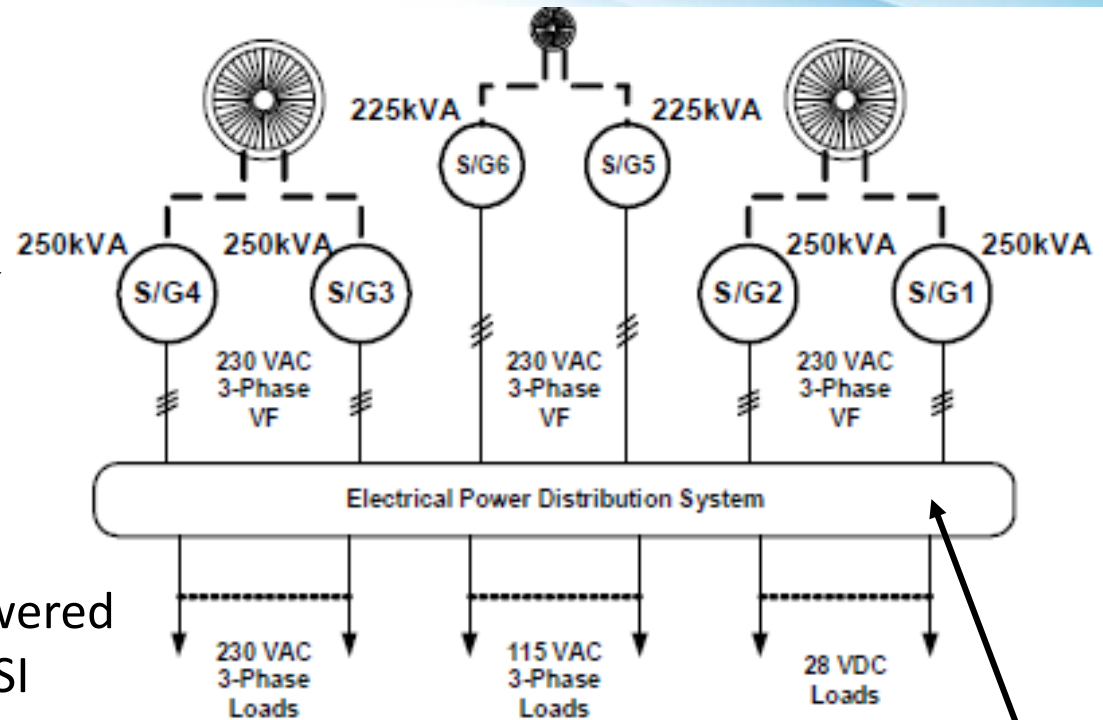 225kVA
225kVA
S/G6
S/G5
250kVA
250kVA
250kVA
250kVA
S/G4
S/G3
S/G2
S/G1
230 VAC
3-Phase
VF
230 VAC
3-Phase
VF
230 VAC
3-Phase
VF
Electrical Power Distribution System
wered
SI
230 VAC
3-Phase
Loads
115 VAC
3-Phase
Loads
28 VDC
Loads